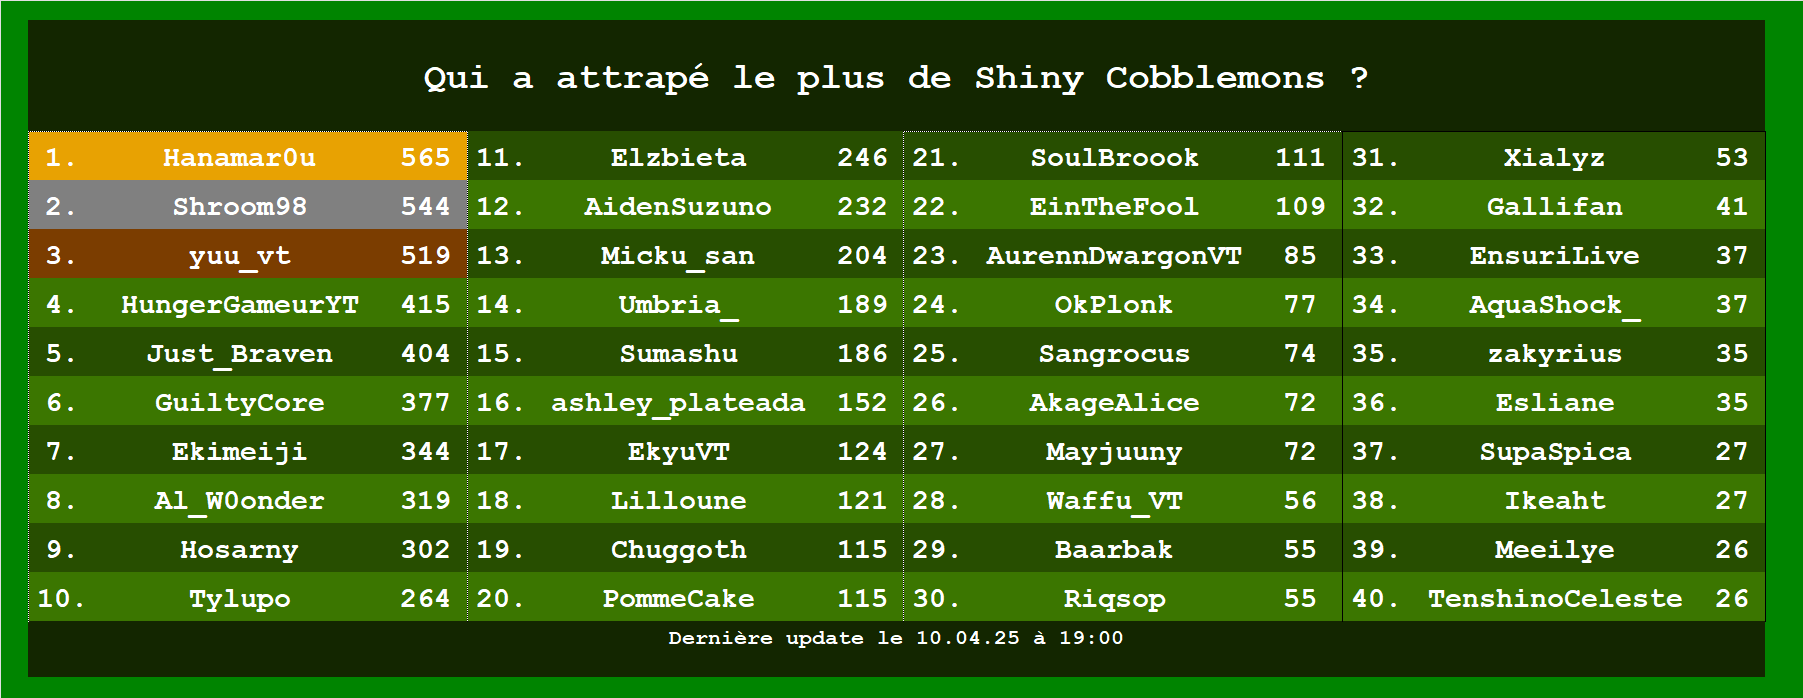 Qui a attrapé le plus de Shiny Cobblemons ?
1. Hanamar0u 565 11. Elzbieta 246 21. SoulBroook 111 31. Xialyz 53
2. Shroom98 544 12. AidenSuzuno 232 22. EinTheFool 109 32. Gallifan 41
3. yuu_vt 519 13. Micku_san 204 23. AurennDwargonVT 85 33. EnsuriLive 37
4. HungerGameurYT 415 14. Umbria_ 189 24. OkPlonk 77 34. AquaShock_ 37
5. Just_Braven 404 15. Sumashu 186 25. Sangrocus 74 35. zakyrius 35
6. GuiltyCore 377 16. ashley_plateada 152 26. AkageAlice 72 36. Esliane 35
7. Ekimeiji 344 17. EkyuVT 124 27. Mayjuuny 72 37. SupaSpica 27
8. Al_W0onder 319 18. Lilloune 121 28. Waffu_VT 56 38. Ikeaht 27
9. Hosarny 302 19. Chuggoth 115 29. Baarbak 55 39. Meeilye 26
10. Tylupo 264 20. PommeCake 115 30. Riqsop 55 40. TenshinoCeleste 26
Dernière update le 10.04.25 à 19:00